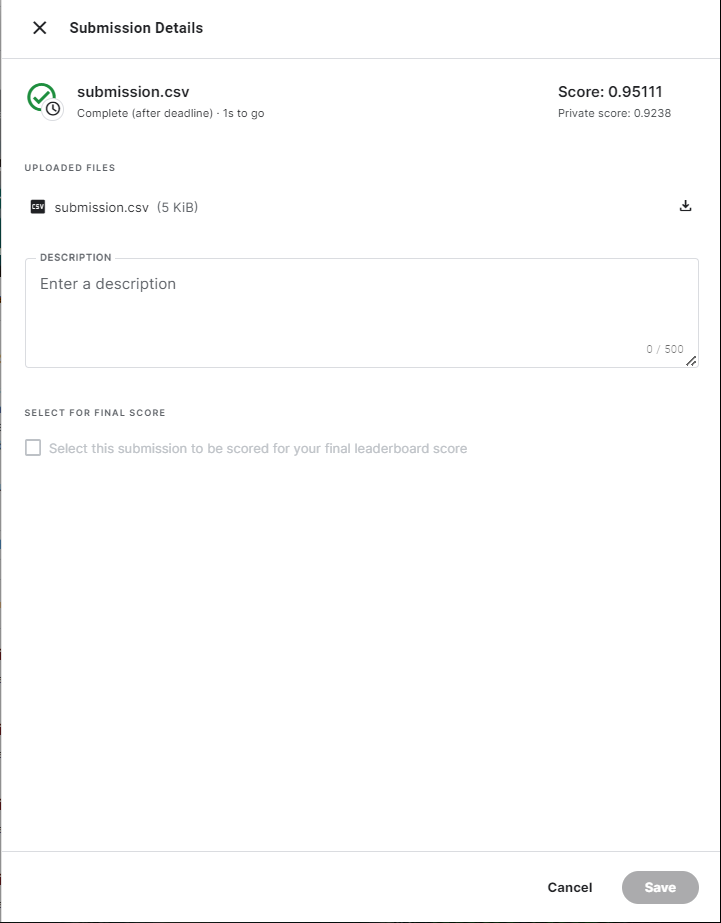 Submission Details
submission.csv
Score: 0.95111
Complete (after deadline) · 1s to go
Private score: 0.9238
UPLOADED FILES
CSV submission.csv (5 KiB)
DESCRIPTION
Enter a description
0 / 500
SELECT FOR FINAL SCORE
Select this submission to be scored for your final leaderboard score
Cancel Save